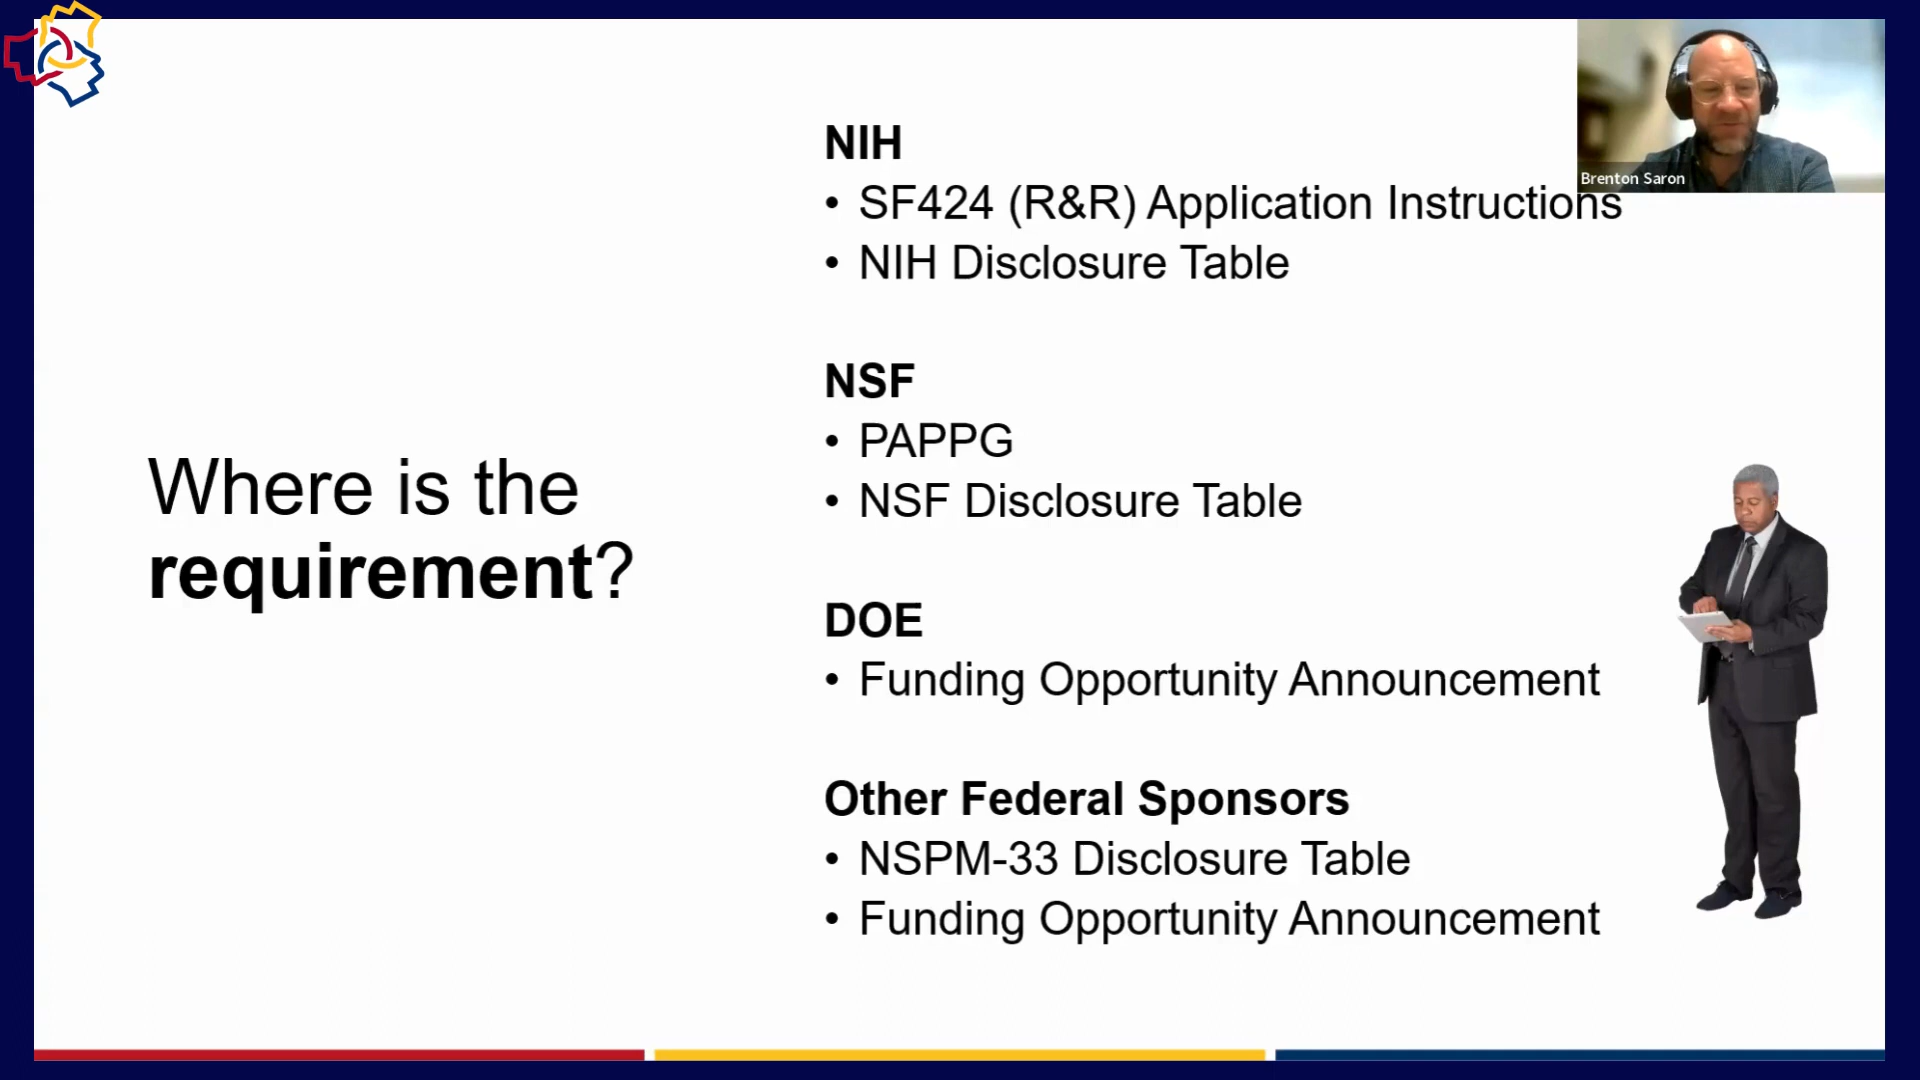 Where is the
requirement?
NIH
• SF424 (R&R) Application Instructions
• NIH Disclosure Table
NSF
• PAPPG
• NSF Disclosure Table
DOE
• Funding Opportunity Announcement
Other Federal Sponsors
• NSPM-33 Disclosure Table
• Funding Opportunity Announcement
Brenton Saron